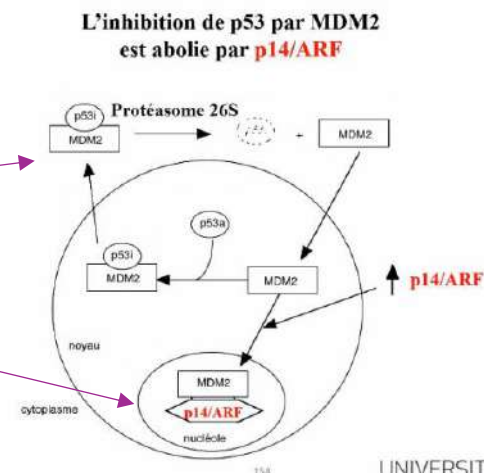 L'inhibition de p53 par MDM2
est abolie par p14/ARF
Protéasome 26S
p53i
MDM2
+
MDM2
p53a
p53i
MDM2
MDM2
p14/ARF
noyau
MDM2
p14/ARF
nucléole
cytoplasme
154
UNIVERSIT